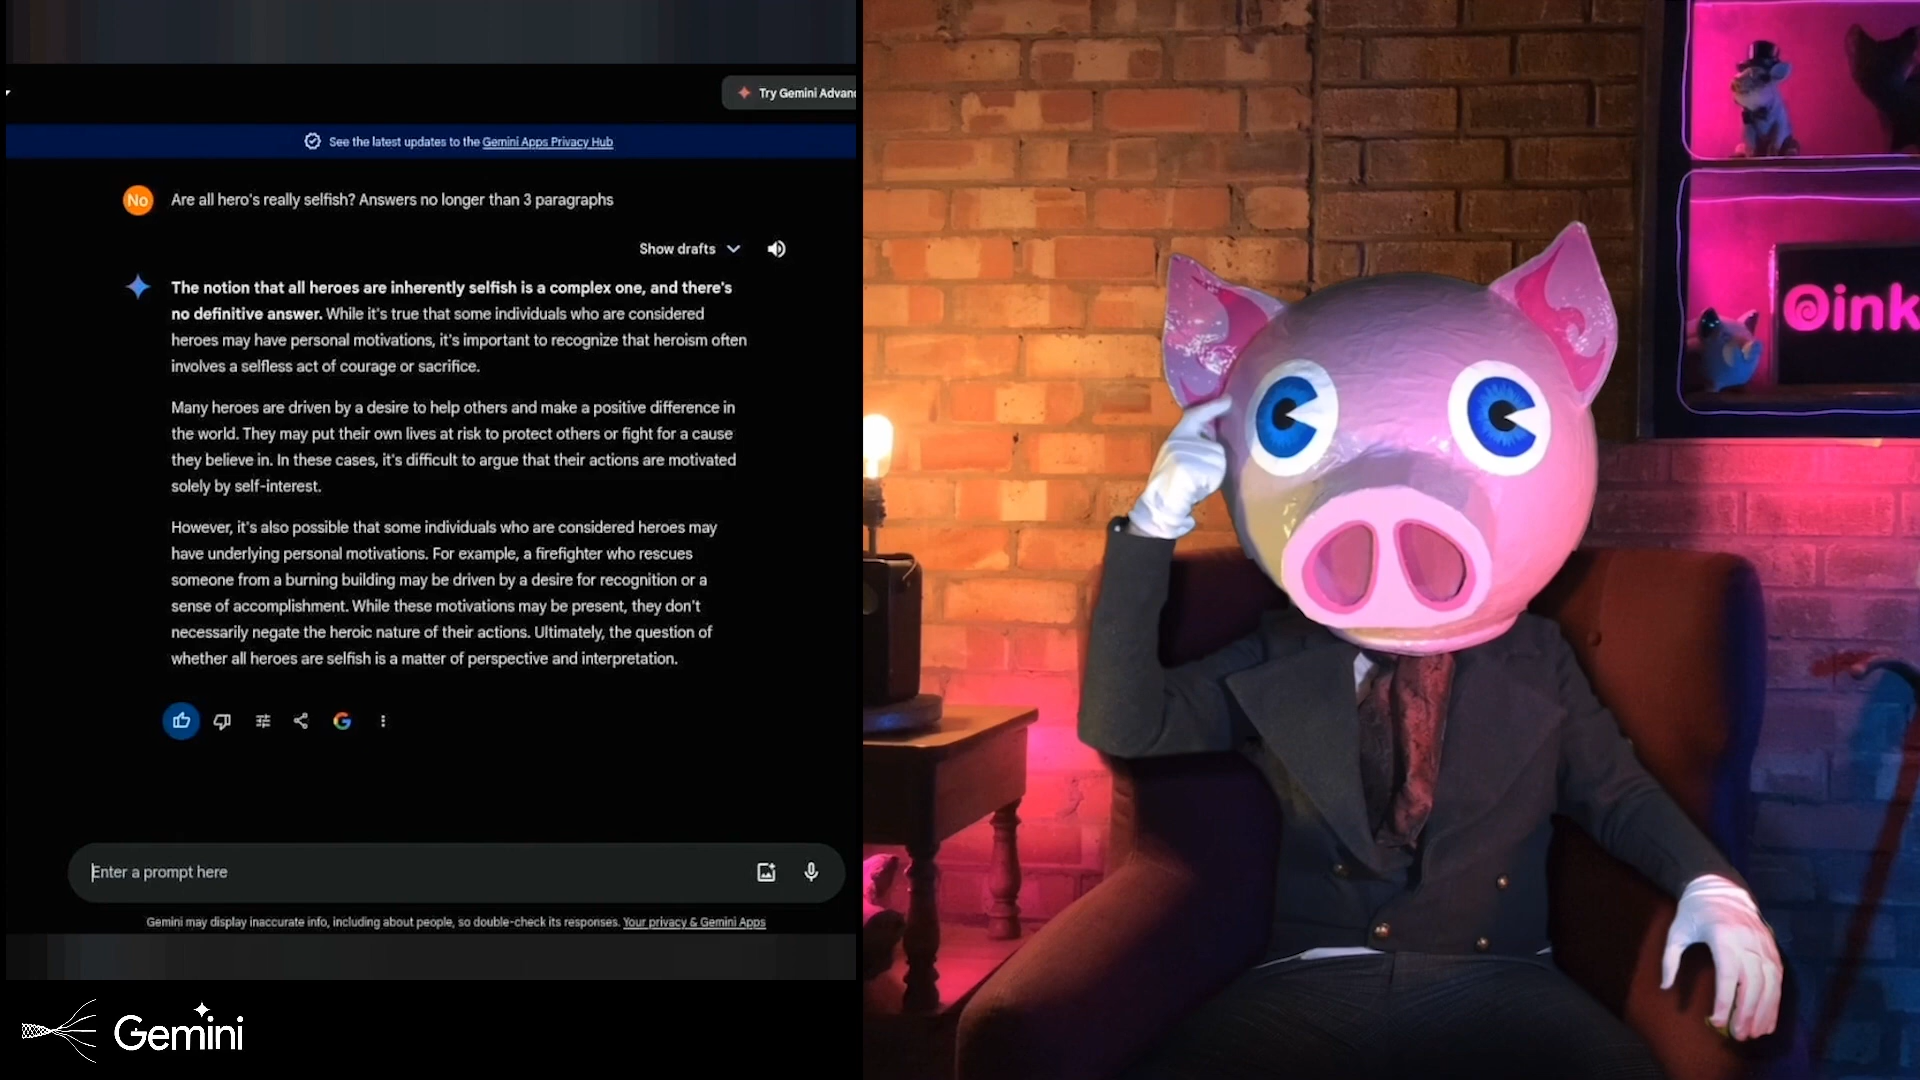 Try Gemini Advan
See the latest updates to the Gemini Apps Privacy Hub
No
Are all hero's really selfish? Answers no longer than 3 paragraphs
Show drafts
The notion that all heroes are inherently selfish is a complex one, and there's
no definitive answer. While it's true that some individuals who are considered
heroes may have personal motivations, it's important to recognize that heroism often
involves a selfless act of courage or sacrifice.
Many heroes are driven by a desire to help others and make a positive difference in
the world. They may put their own lives at risk to protect others or fight for a cause
they believe in. In these cases, it's difficult to argue that their actions are motivated
solely by self-interest.
However, it's also possible that some individuals who are considered heroes may
have underlying personal motivations. For example, a firefighter who rescues
someone from a burning building may be driven by a desire for recognition or a
sense of accomplishment. While these motivations may be present, they don't
necessarily negate the heroic nature of their actions. Ultimately, the question of
whether all heroes are selfish is a matter of perspective and interpretation.
Enter a prompt here
Gemini may display inaccurate info, including about people, so double-check its responses. Your privacy & Gemini Apps
Gemini
Oink